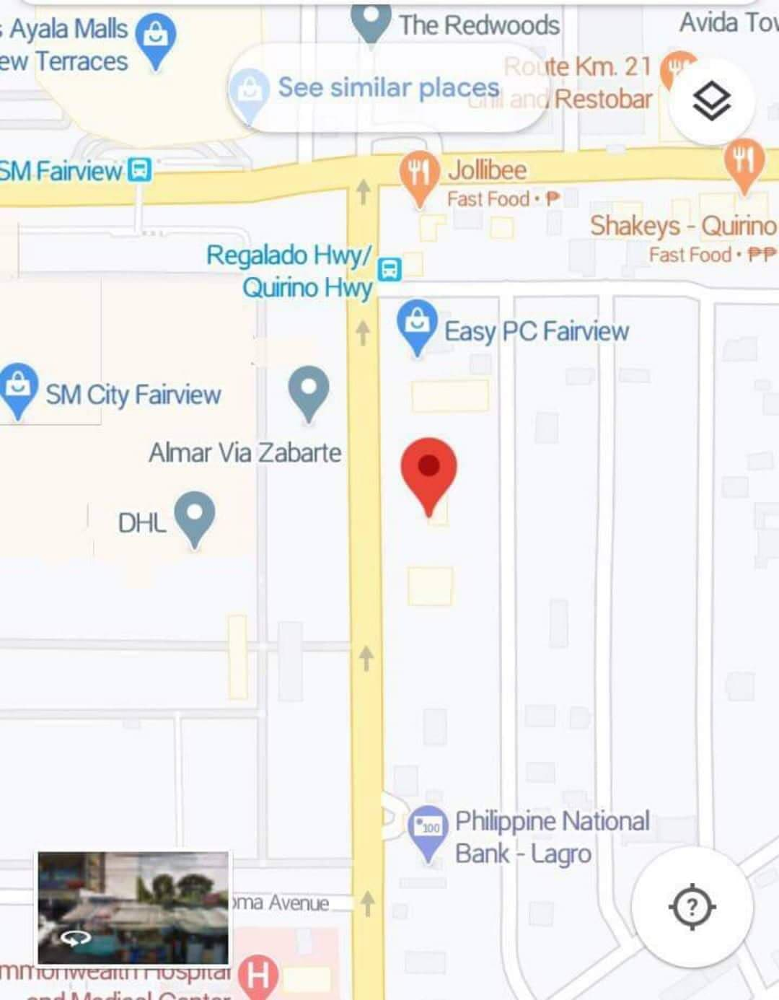 s Ayala Malls
ew Terraces
The Redwoods
Avida Tow
See similar places
Route Km. 21
Grill and Restobar
SM Fairview
Jollibee
Fast Food • ₱
Shakeys - Quirino
Fast Food • ₱₱
Regalado Hwy/
Quirino Hwy
Easy PC Fairview
SM City Fairview
Almar Via Zabarte
DHL
100
Philippine National
Bank - Lagro
oma Avenue
?
mmonwealth Hospital
H
and Medical Center